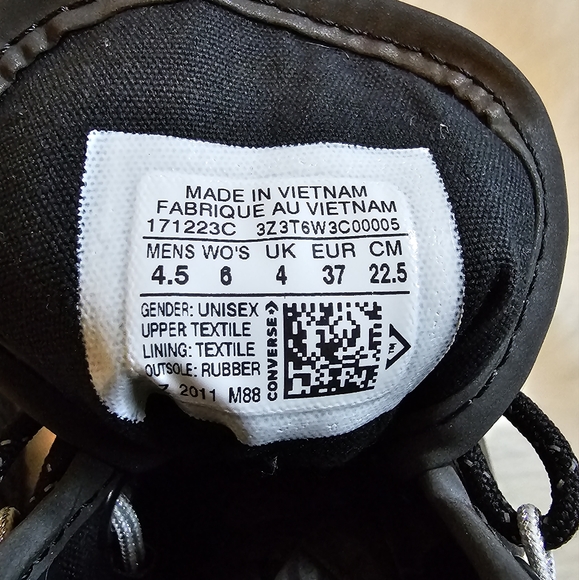 MADE IN VIETNAM
FABRIQUE AU VIETNAM
171223C 3Z3T6W3C00005
MENS WO'S UK EUR CM
4.5 6 4 37 22.5
GENDER: UNISEX
UPPER TEXTILE
LINING: TEXTILE
OUTSOLE: RUBBER
2011 M88
CONVERSE